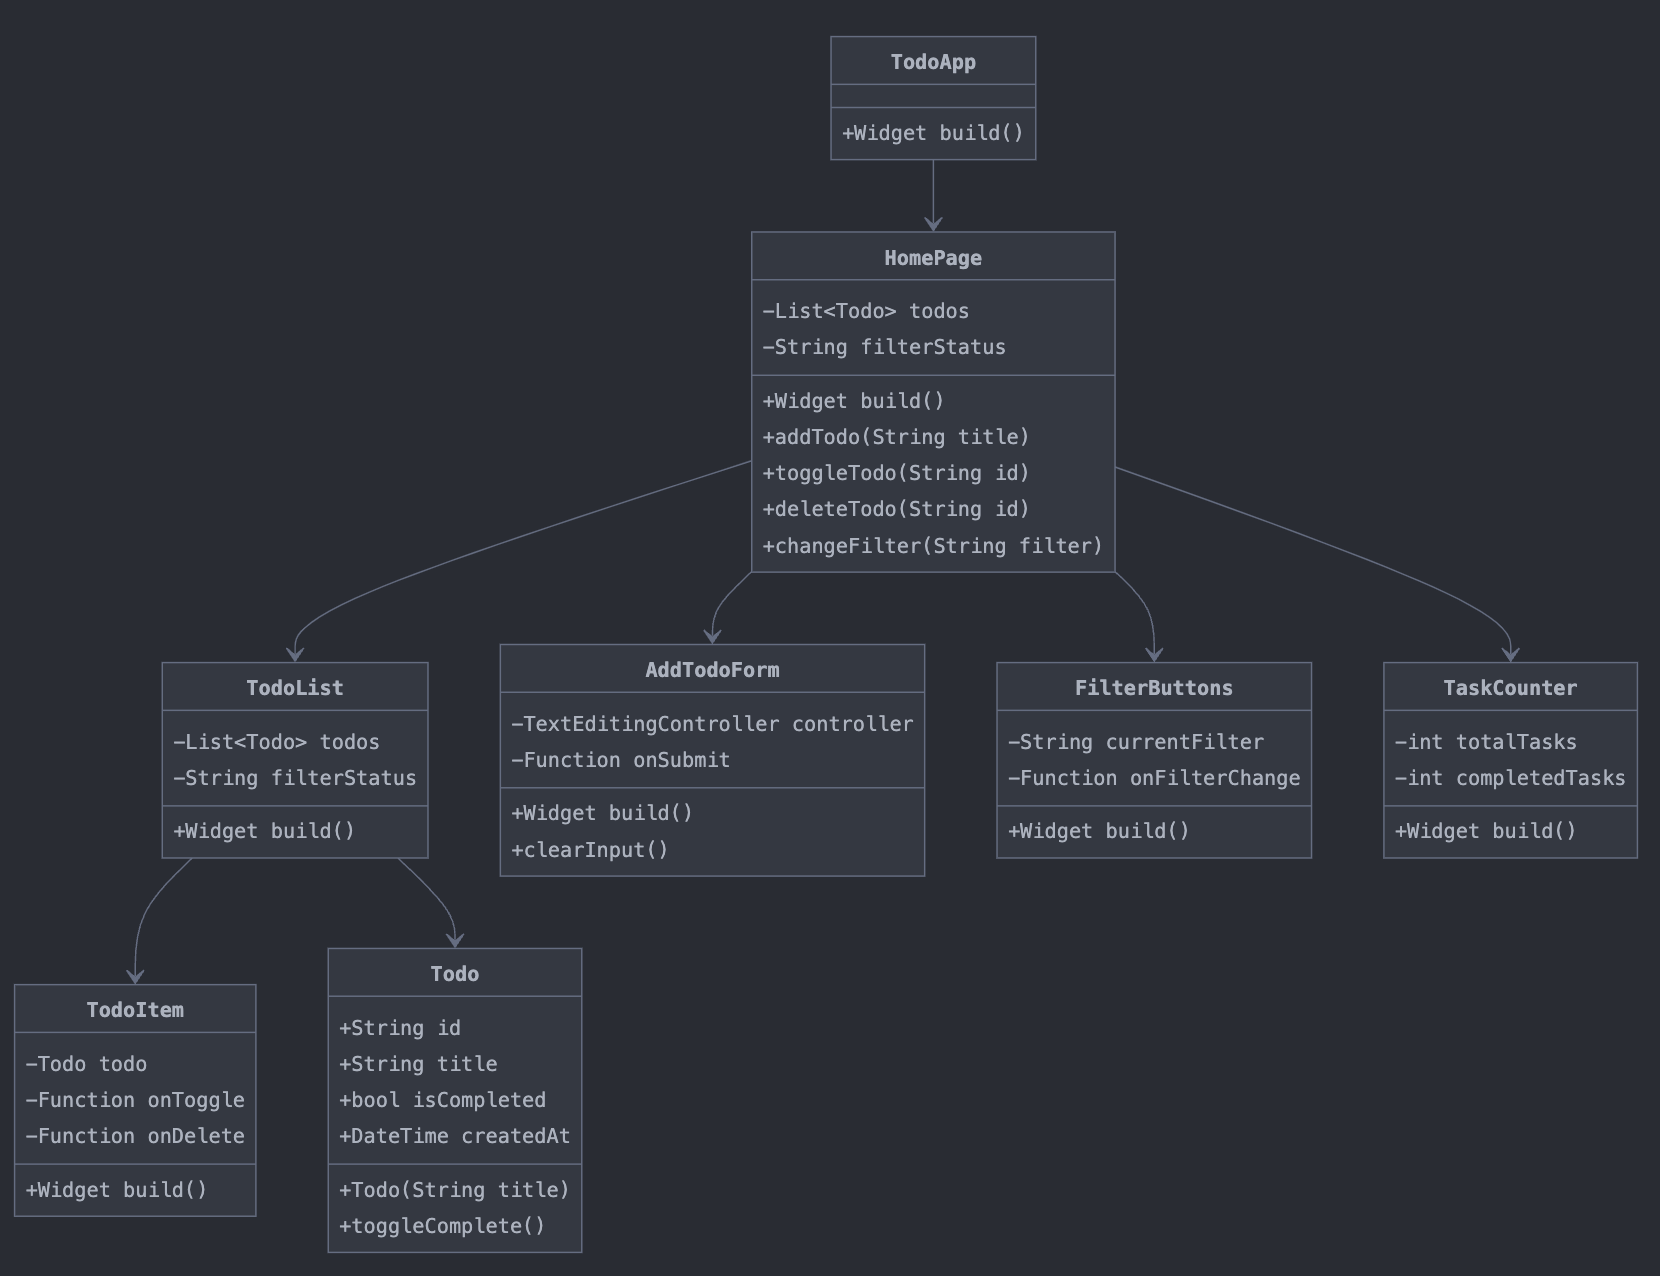 TodoApp
+Widget build()
HomePage
-List<Todo> todos
-String filterStatus
+Widget build()
+addTodo(String title)
+toggleTodo(String id)
+deleteTodo(String id)
+changeFilter(String filter)
TodoList
-List<Todo> todos
-String filterStatus
+Widget build()
AddTodoForm
-TextEditingController controller
-Function onSubmit
+Widget build()
+clearInput()
FilterButtons
-String currentFilter
-Function onFilterChange
+Widget build()
TaskCounter
-int totalTasks
-int completedTasks
+Widget build()
TodoItem
-Todo todo
-Function onToggle
-Function onDelete
+Widget build()
Todo
+String id
+String title
+bool isCompleted
+DateTime createdAt
+Todo(String title)
+toggleComplete()